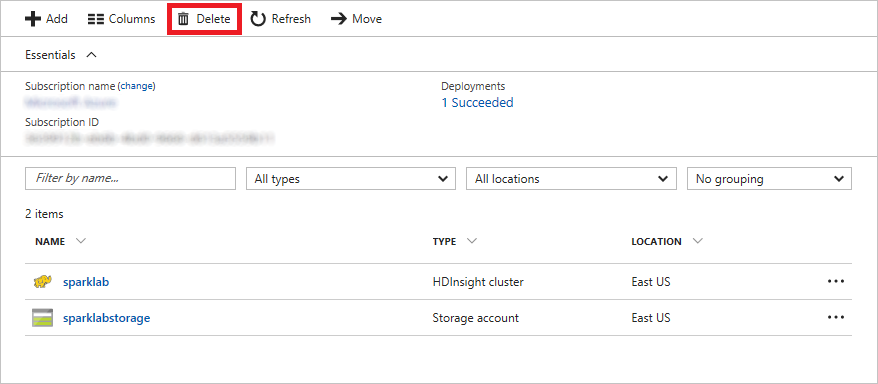 Add Columns Delete Refresh Move
Essentials
Subscription name (change) Deployments
1 Succeeded
Subscription ID
Filter by name... All types All locations No grouping
2 items
NAME TYPE LOCATION
sparklab HDInsight cluster East US
sparklabstorage Storage account East US